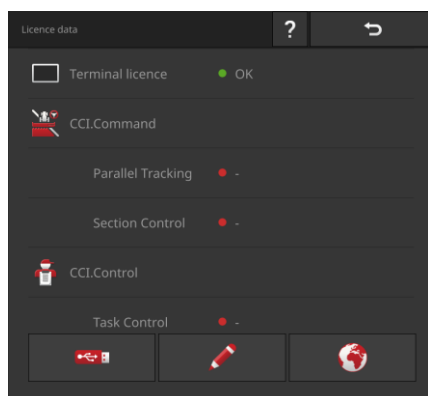 Licence data ?
Terminal licence OK
CCI.Command
Parallel Tracking -
Section Control -
CCI.Control
Task Control -